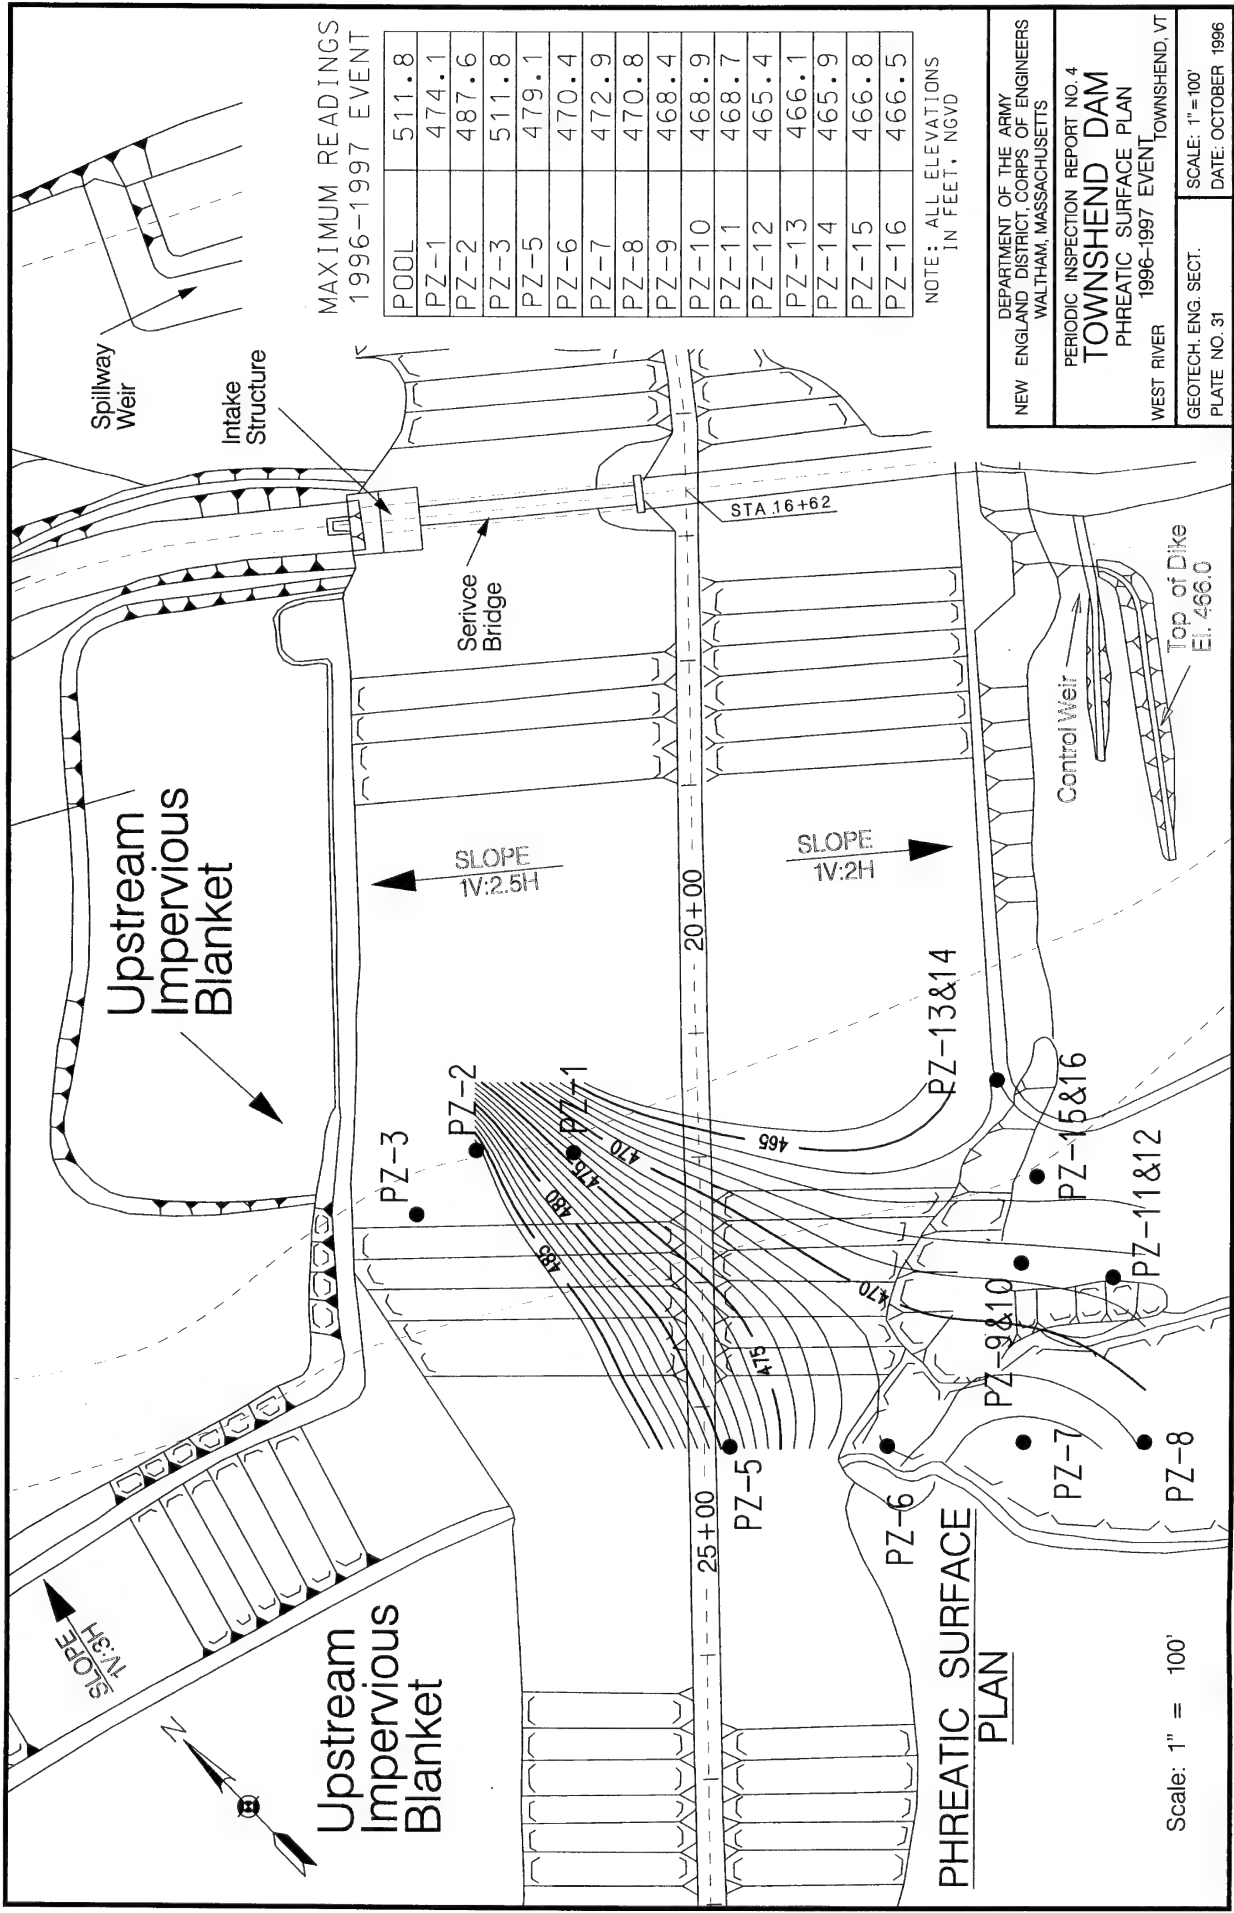 Spillway
Weir
Intake
Structure
Serivce
Bridge
STA 16+62
Upstream
Impervious
Blanket
SLOPE
1V:2.5H
SLOPE
1V:2H
Control Weir
Top of Dike
El. 466.0
20+00
25+00
PZ-3
PZ-2
PZ-1
PZ-13&14
PZ-15&16
PZ-11&12
PZ-9&10
PZ-5
PZ-6
PZ-7
PZ-8
485
480
475
470
465
475
470
SLOPE
1V:3H
N
Upstream
Impervious
Blanket
PHREATIC SURFACE
PLAN
Scale: 1" = 100'
MAXIMUM READINGS
1996-1997 EVENT
POOL 511.8
PZ-1 474.1
PZ-2 487.6
PZ-3 511.8
PZ-5 479.1
PZ-6 470.4
PZ-7 472.9
PZ-8 470.8
PZ-9 468.4
PZ-10 468.9
PZ-11 468.7
PZ-12 465.4
PZ-13 466.1
PZ-14 465.9
PZ-15 466.8
PZ-16 466.5
NOTE: ALL ELEVATIONS
IN FEET, NGVD
DEPARTMENT OF THE ARMY
NEW ENGLAND DISTRICT, CORPS OF ENGINEERS
WALTHAM, MASSACHUSETTS
PERIODIC INSPECTION REPORT NO. 4
TOWNSHEND DAM
PHREATIC SURFACE PLAN
1996-1997 EVENT
WEST RIVER TOWNSHEND, VT
GEOTECH. ENG. SECT. SCALE: 1"=100'
PLATE NO. 31 DATE: OCTOBER 1996